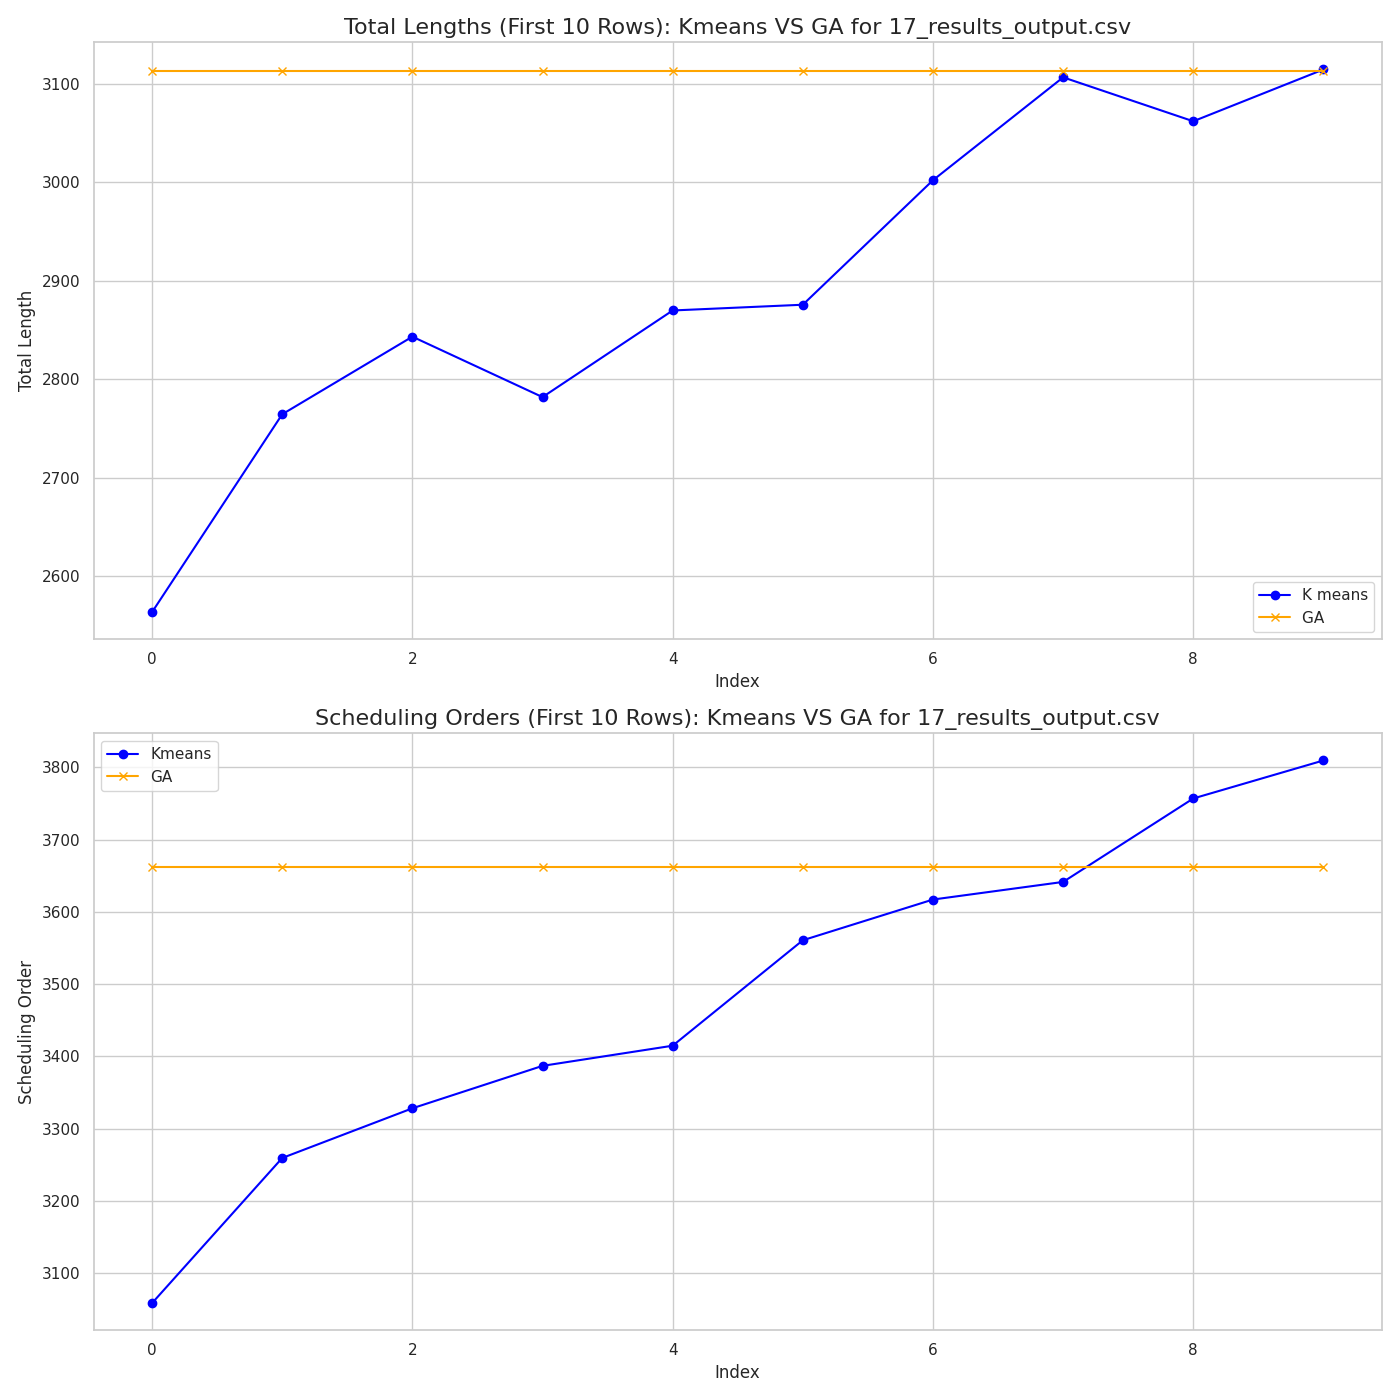 Total Lengths (First 10 Rows): Kmeans VS GA for 17_results_output.csv
3100
3000
2900
2800
2700
2600
Total Length
K means
GA
0 2 4 6 8
Index
Scheduling Orders (First 10 Rows): Kmeans VS GA for 17_results_output.csv
Kmeans
GA
3800
3700
3600
3500
3400
3300
3200
3100
Scheduling Order
0 2 4 6 8
Index